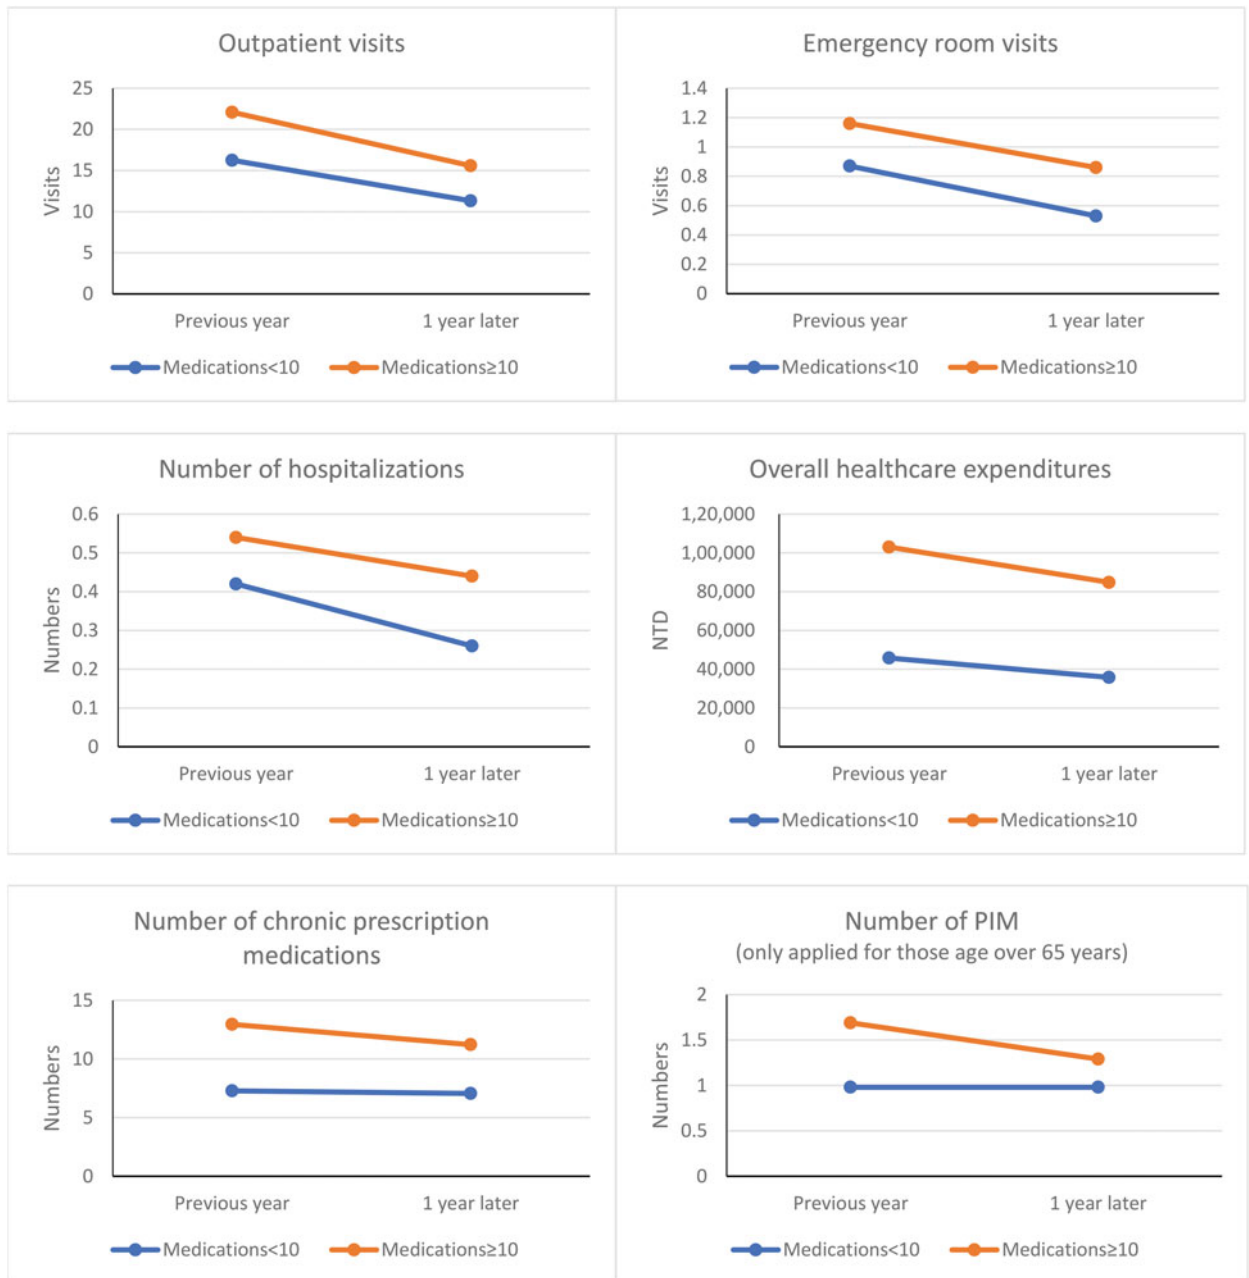 Outpatient visits
25
20
15
10
5
0
Visits
Previous year 1 year later
Medications<10 Medications≥10
Emergency room visits
1.4
1.2
1
0.8
0.6
0.4
0.2
0
Visits
Previous year 1 year later
Medications<10 Medications≥10
Number of hospitalizations
0.6
0.5
0.4
0.3
0.2
0.1
0
Numbers
Previous year 1 year later
Medications<10 Medications≥10
Overall healthcare expenditures
1,20,000
1,00,000
80,000
60,000
40,000
20,000
0
NTD
Previous year 1 year later
Medications<10 Medications≥10
Number of chronic prescription
medications
15
10
5
0
Numbers
Previous year 1 year later
Medications<10 Medications≥10
Number of PIM
(only applied for those age over 65 years)
2
1.5
1
0.5
0
Numbers
Previous year 1 year later
Medications<10 Medications≥10